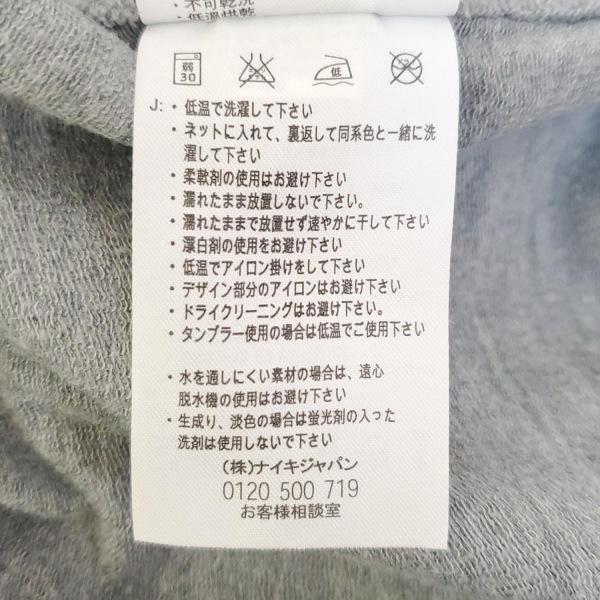 ・不可乾洗
・低溫烘乾
弱 30 低
J: ・低温で洗濯して下さい
・ネットに入れて、裏返して同系色と一緒に洗
濯して下さい
・柔軟剤の使用はお避け下さい
・濡れたまま放置しないで下さい。
・濡れたままで放置せず速やかに干して下さい
・漂白剤の使用をお避け下さい
・低温でアイロン掛けをして下さい
・デザイン部分のアイロンはお避け下さい
・ドライクリーニングはお避け下さい。
・タンブラー使用の場合は低温でご使用下さい
・水を通しにくい素材の場合は、遠心
脱水機の使用はお避け下さい
・生成り、淡色の場合は蛍光剤の入った
洗剤は使用しないで下さい
(株)ナイキジャパン
0120 500 719
お客様相談室